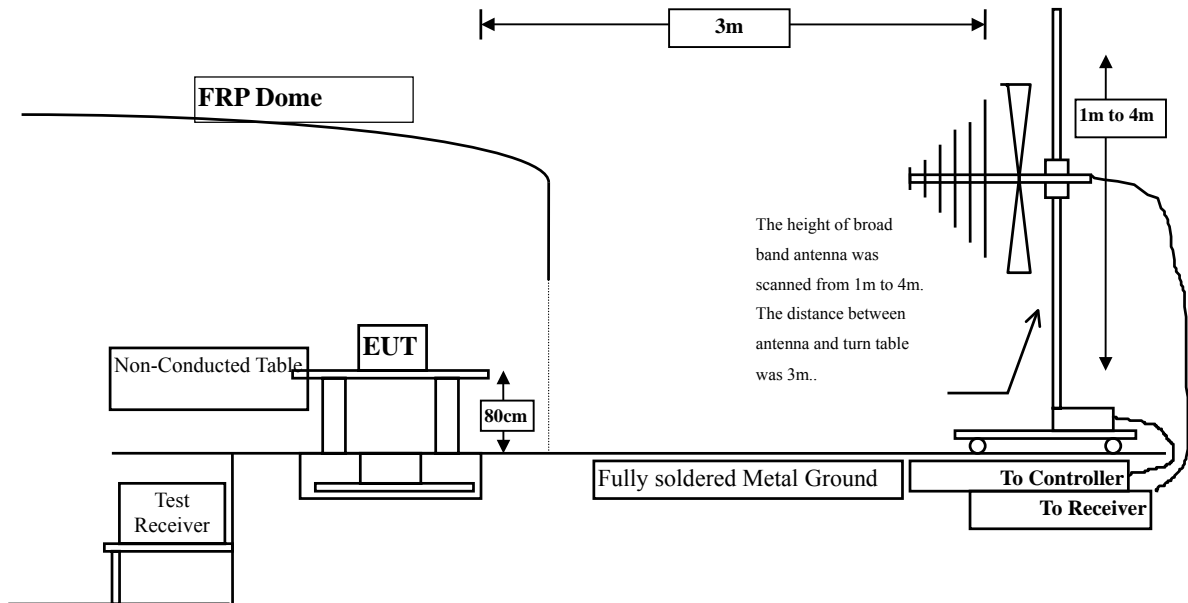 3m
FRP Dome
1m to 4m
The height of broad
band antenna was
scanned from 1m to 4m.
The distance between
antenna and turn table
was 3m..
EUT
Non-Conducted Table
80cm
Fully soldered Metal Ground
To Controller
To Receiver
Test
Receiver